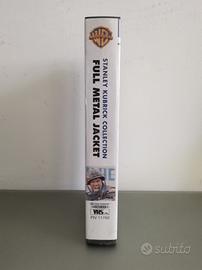 STANLEY KUBRICK COLLECTION
FULL METAL JACKET
VHS
subito